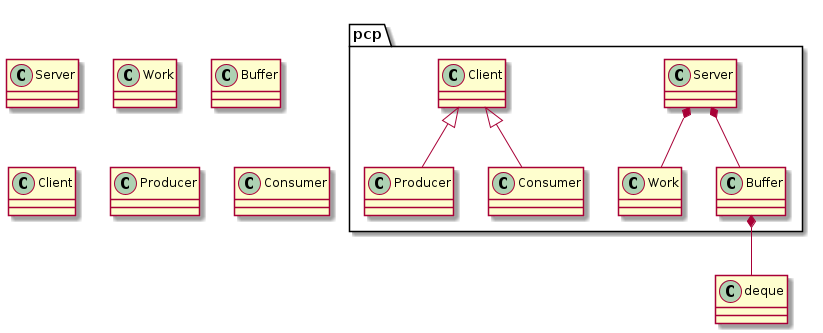 pcp
C Server
C Work
C Buffer
C Client
C Server
C Client
C Producer
C Consumer
C Producer
C Consumer
C Work
C Buffer
C deque